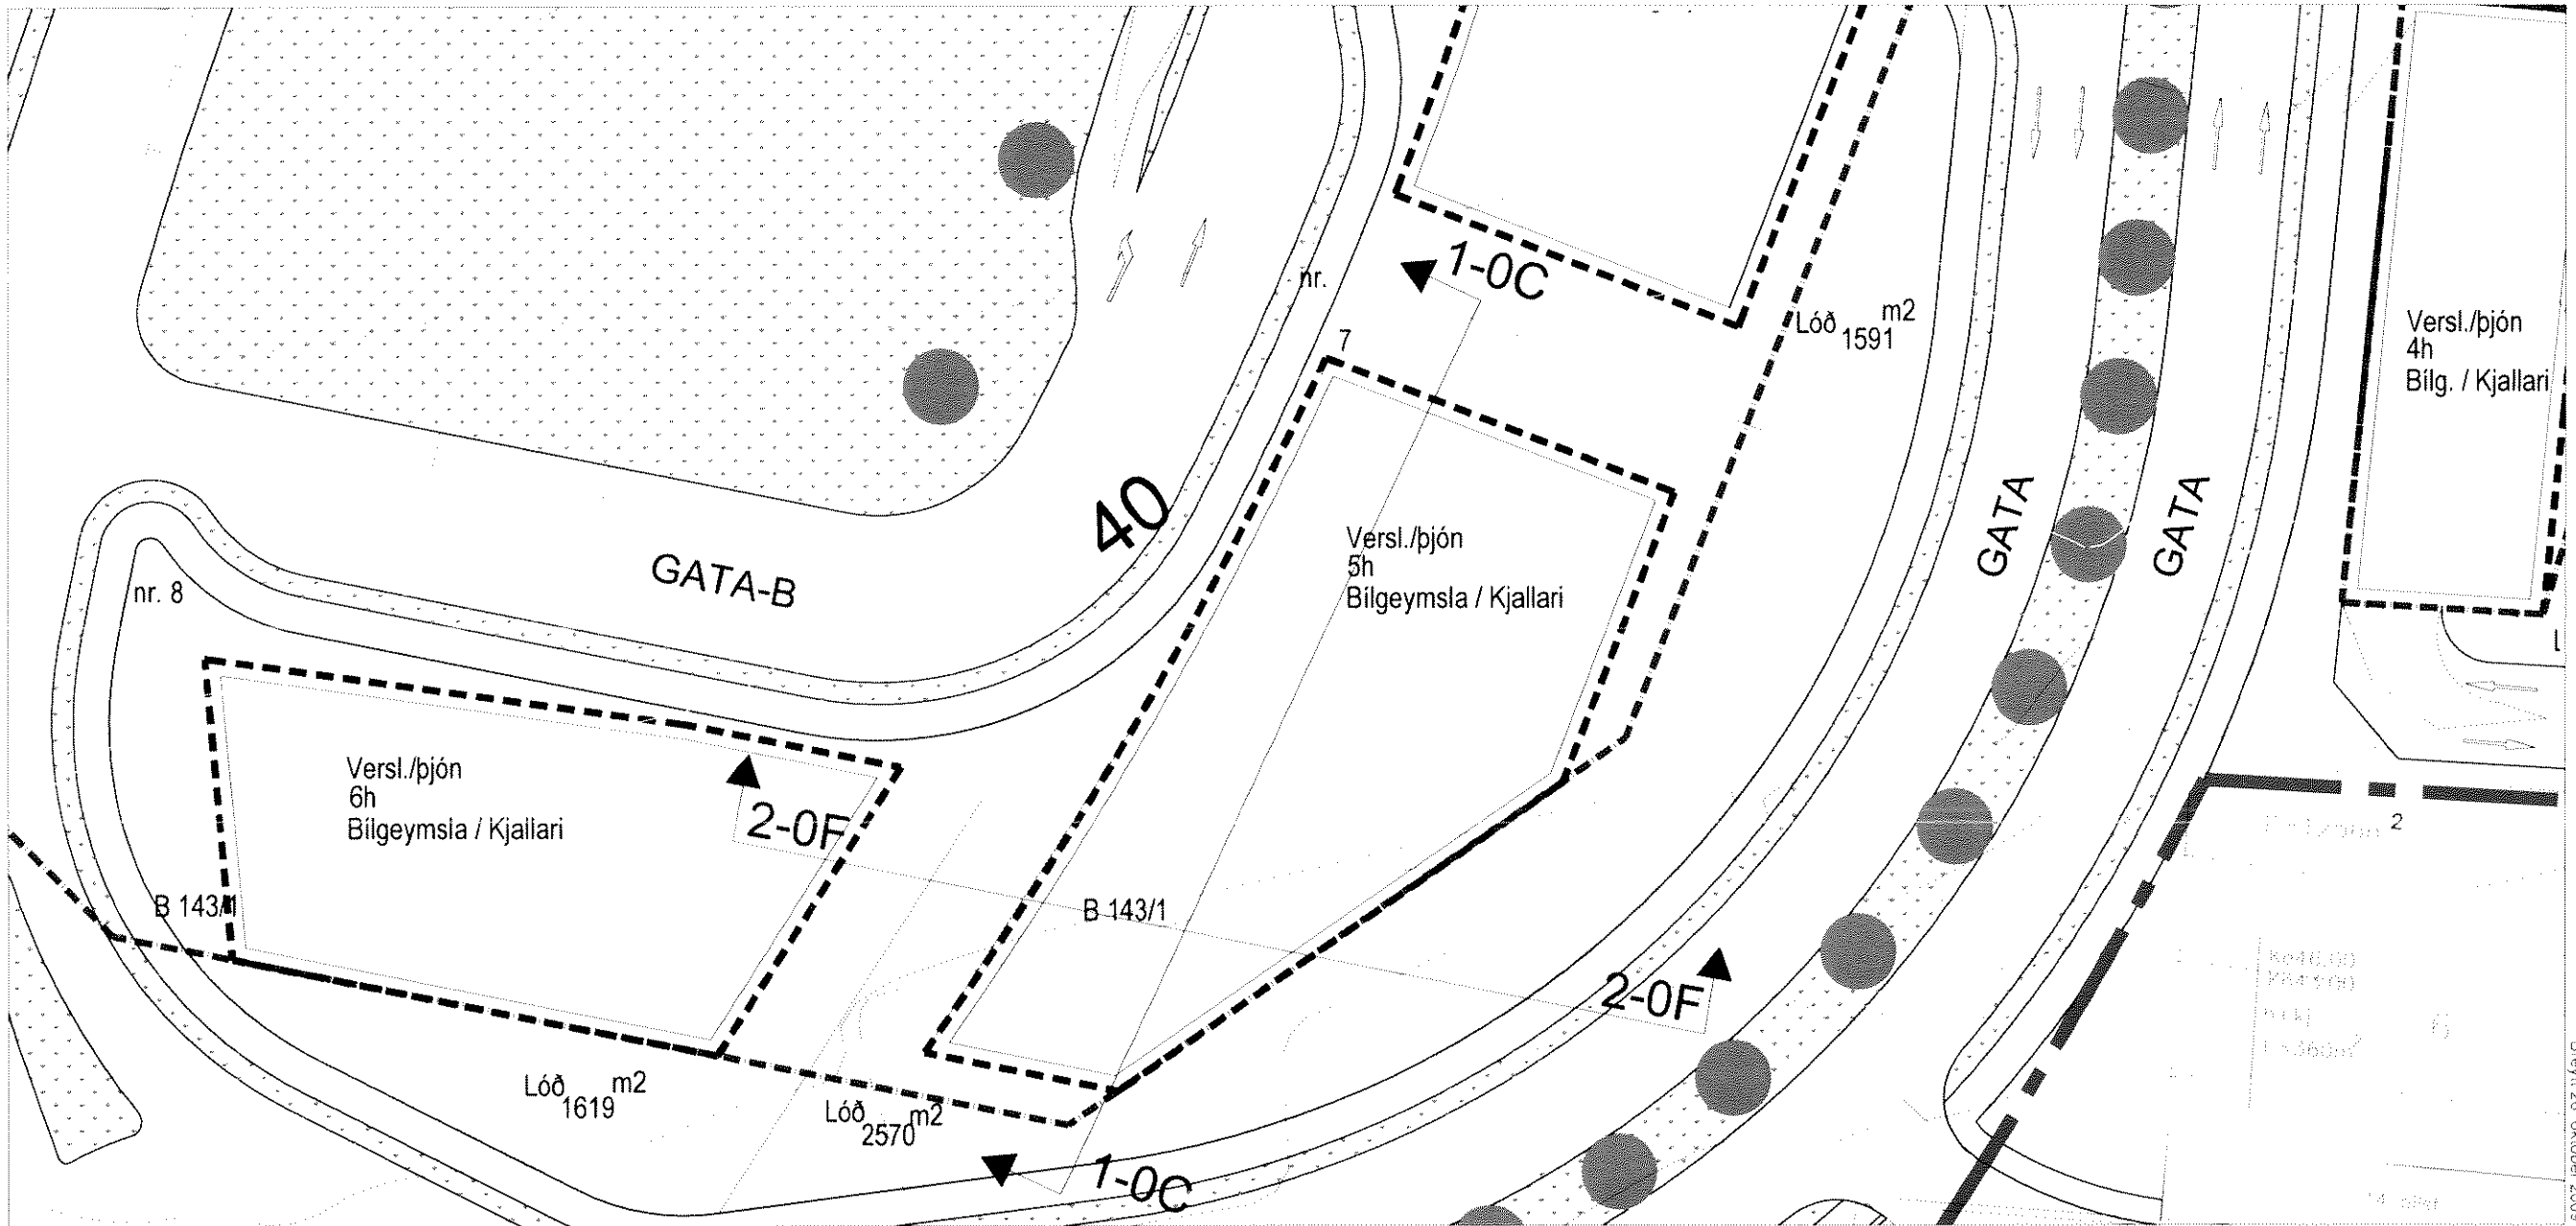 1-0C
nr.
7
Lóð 1591 m2
Versl./þjón
4h
Bílg. / Kjallari
40
GATA
GATA
Versl./þjón
5h
Bílgeymsla / Kjallari
GATA-B
nr. 8
Versl./þjón
6h
Bílgeymsla / Kjallari
2-0F
2
B 143/
B 143/1
2-0F
Lóð 1619 m2
Lóð 2570 m2
1-0C